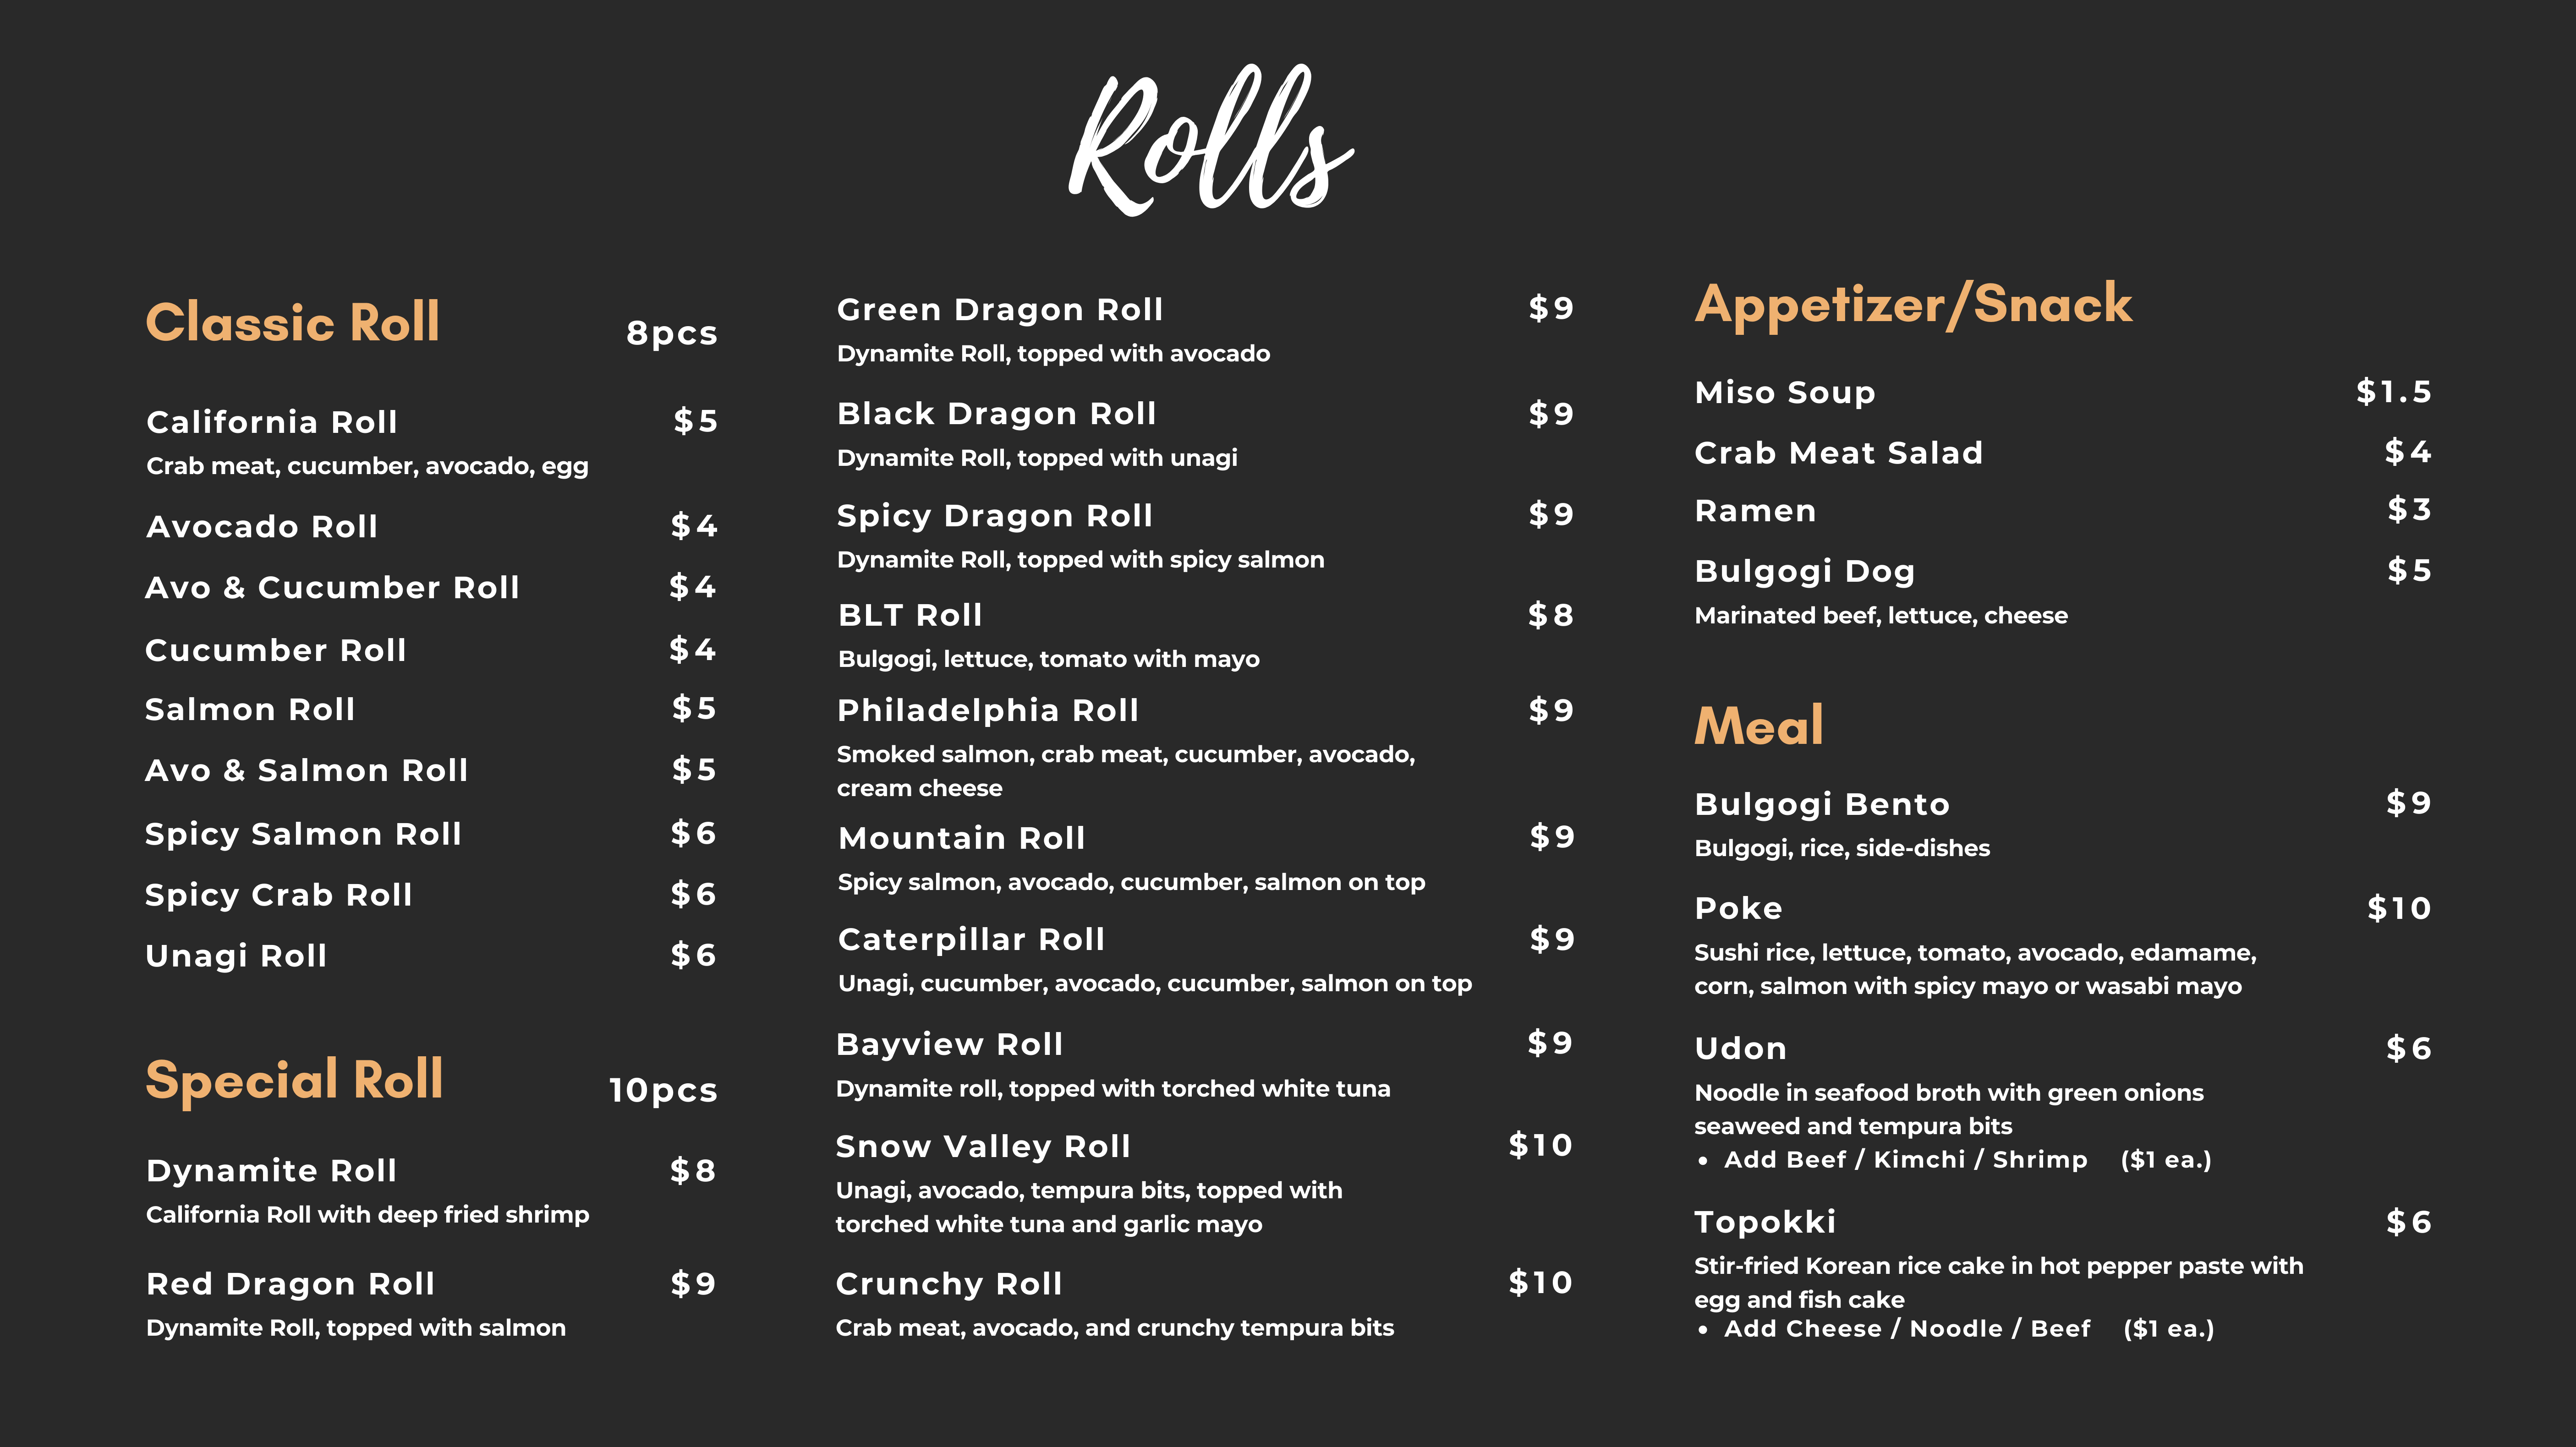 Rolls
Classic Roll 8pcs
California Roll $5
Crab meat, cucumber, avocado, egg
Avocado Roll $4
Avo & Cucumber Roll $4
Cucumber Roll $4
Salmon Roll $5
Avo & Salmon Roll $5
Spicy Salmon Roll $6
Spicy Crab Roll $6
Unagi Roll $6
Special Roll 10pcs
Dynamite Roll $8
California Roll with deep fried shrimp
Red Dragon Roll $9
Dynamite Roll, topped with salmon
Green Dragon Roll $9
Dynamite Roll, topped with avocado
Black Dragon Roll $9
Dynamite Roll, topped with unagi
Spicy Dragon Roll $9
Dynamite Roll, topped with spicy salmon
BLT Roll $8
Bulgogi, lettuce, tomato with mayo
Philadelphia Roll $9
Smoked salmon, crab meat, cucumber, avocado,
cream cheese
Mountain Roll $9
Spicy salmon, avocado, cucumber, salmon on top
Caterpillar Roll $9
Unagi, cucumber, avocado, cucumber, salmon on top
Bayview Roll $9
Dynamite roll, topped with torched white tuna
Snow Valley Roll $10
Unagi, avocado, tempura bits, topped with
torched white tuna and garlic mayo
Crunchy Roll $10
Crab meat, avocado, and crunchy tempura bits
Appetizer/Snack
Miso Soup $1.5
Crab Meat Salad $4
Ramen $3
Bulgogi Dog $5
Marinated beef, lettuce, cheese
Meal
Bulgogi Bento $9
Bulgogi, rice, side-dishes
Poke $10
Sushi rice, lettuce, tomato, avocado, edamame,
corn, salmon with spicy mayo or wasabi mayo
Udon $6
Noodle in seafood broth with green onions
seaweed and tempura bits
• Add Beef / Kimchi / Shrimp ($1 ea.)
Topokki $6
Stir-fried Korean rice cake in hot pepper paste with
egg and fish cake
• Add Cheese / Noodle / Beef ($1 ea.)